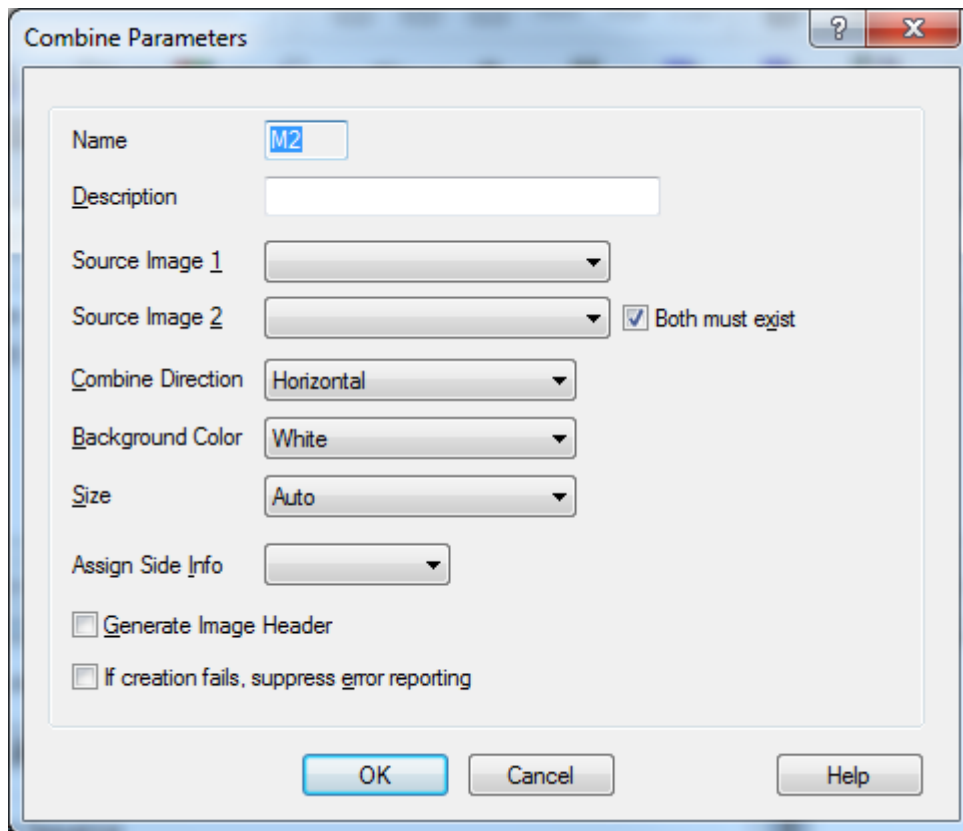 Combine Parameters
Name M2
Description
Source Image 1
Source Image 2 Both must exist
Combine Direction Horizontal
Background Color White
Size Auto
Assign Side Info
Generate Image Header
If creation fails, suppress error reporting
OK Cancel Help